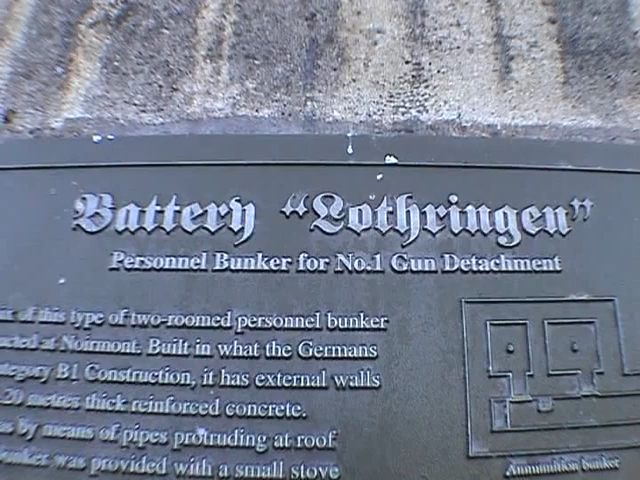 Battery "Lothringen"
Personnel Bunker for No.1 Gun Detachment
of this type of two-roomed personnel bunker
at Noirmont. Built in what the Germans
B1 Construction, it has external walls
20 metres thick reinforced concrete.
by means of pipes protruding at roof
was provided with a small stove
Ammunition bunker